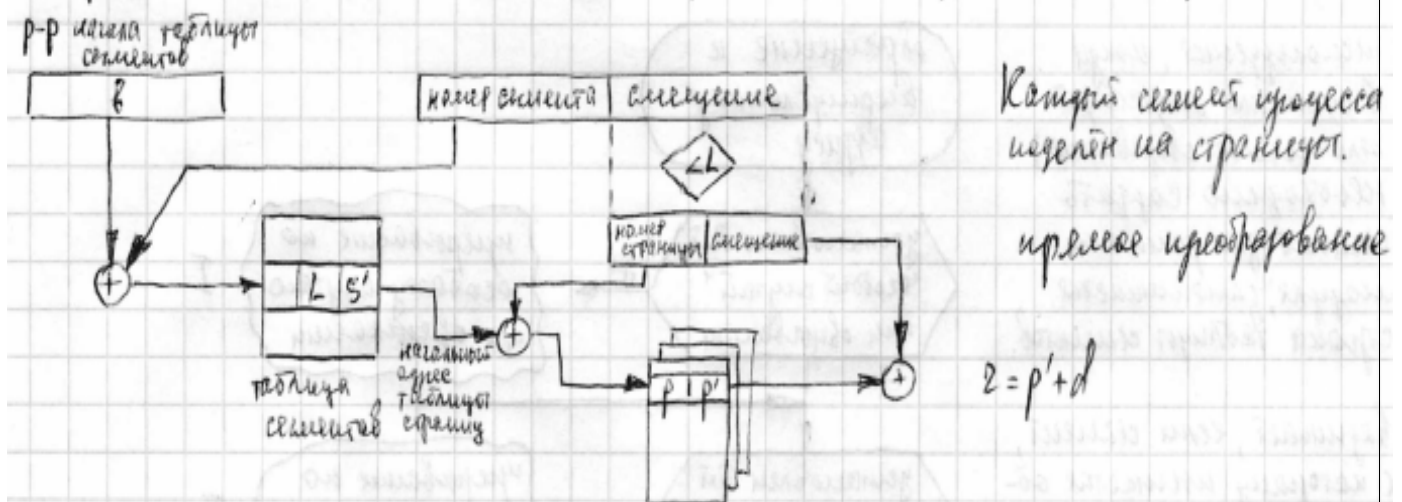 р-р начала таблицы
сегментов
в
номер сегмента смещение
Каждый сегмент процесса
поделён на страницы.
<L
номер
страницы смещение
прямое преобразование
+
L S'
+
начальный
адрес
таблицы
страниц
P P'
+
r = p' + d
таблица
сегментов